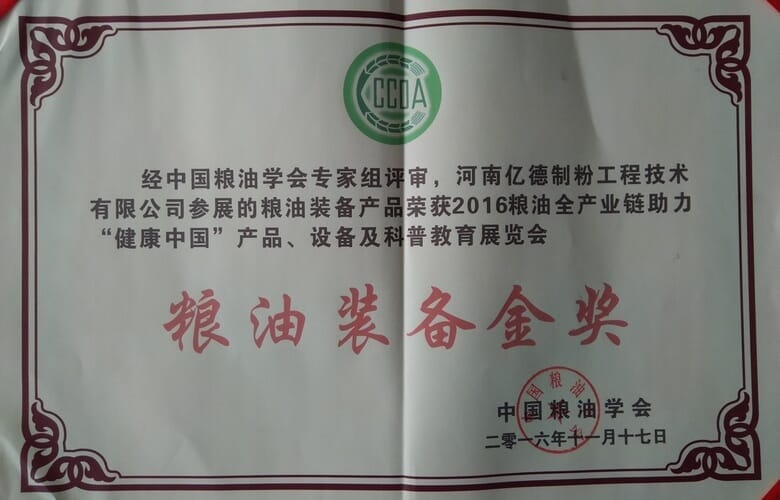 CCOA
经中国粮油学会专家组评审，河南亿德制粉工程技术
有限公司参展的粮油装备产品荣获2016粮油全产业链助力
“健康中国”产品、设备及科普教育展览会
粮油装备金奖
中国粮油学会
二零一六年十一月十七日